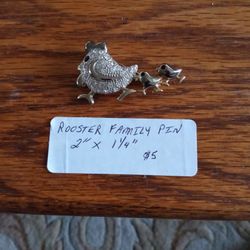 ROOSTER FAMILY PIN
2" X 1¼"
$5